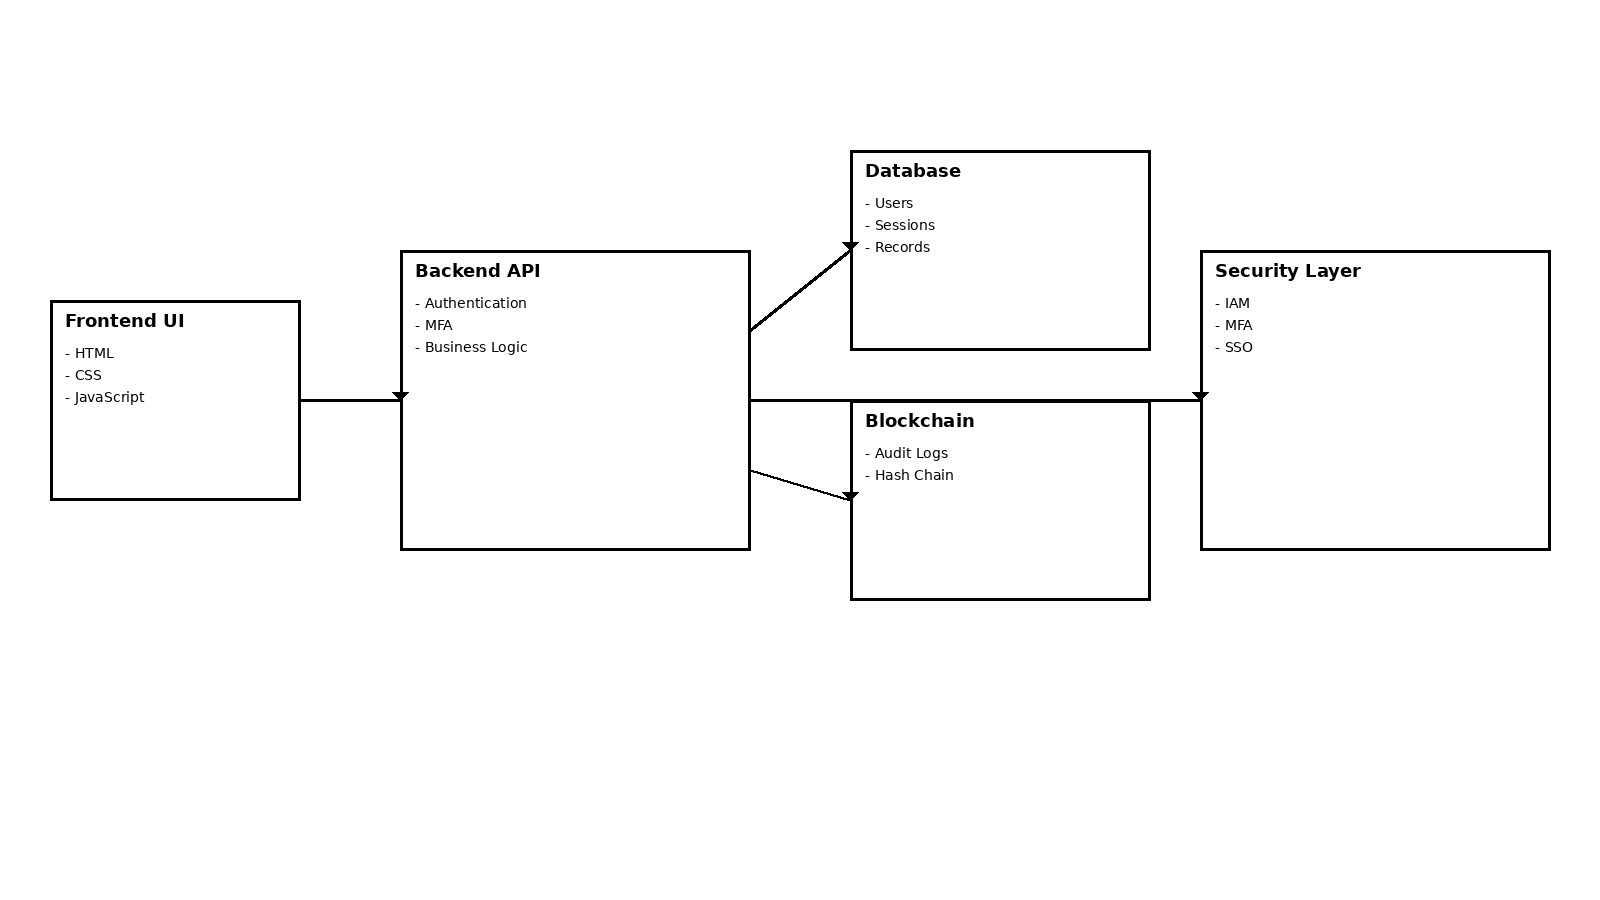 Frontend UI
- HTML
- CSS
- JavaScript
Backend API
- Authentication
- MFA
- Business Logic
Database
- Users
- Sessions
- Records
Blockchain
- Audit Logs
- Hash Chain
Security Layer
- IAM
- MFA
- SSO